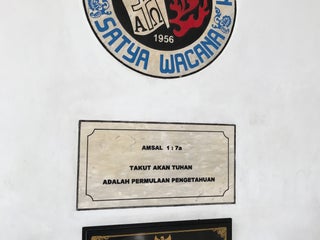 1956
SATYA WACANA
AMSAL 1 : 7a
TAKUT AKAN TUHAN
ADALAH PERMULAAN PENGETAHUAN